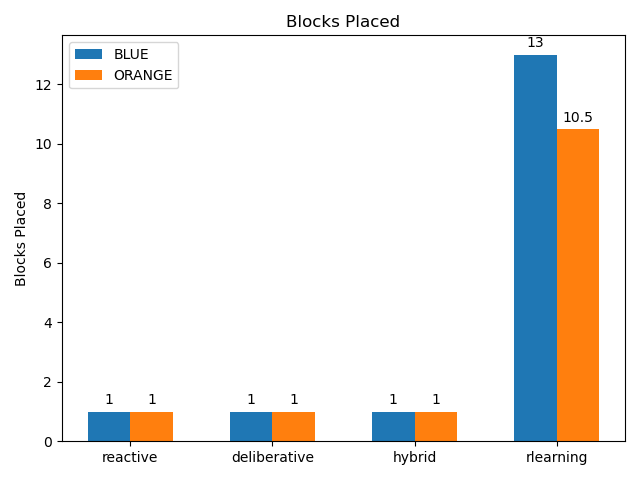 Blocks Placed
BLUE
ORANGE
13
10.5
1 1 1 1 1 1
Blocks Placed
12
10
8
6
4
2
0
reactive deliberative hybrid rlearning